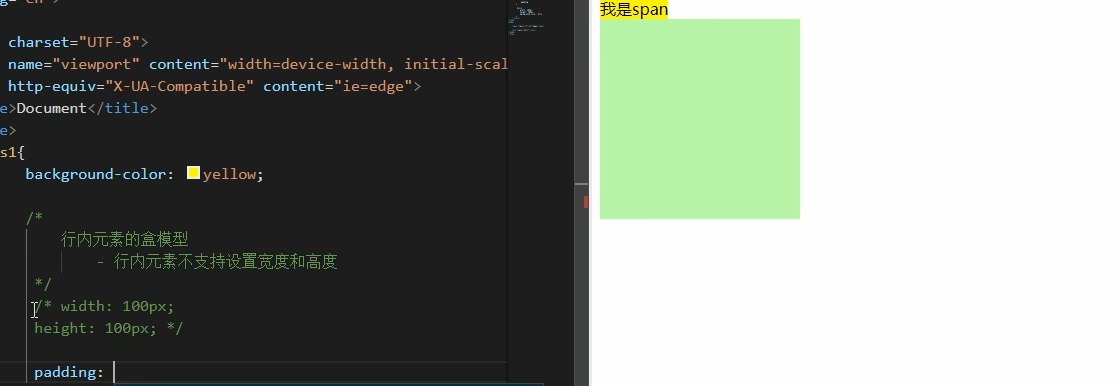 charset="UTF-8">
name="viewport" content="width=device-width, initial-scal
http-equiv="X-UA-Compatible" content="ie=edge">
e>Document</title>
e>
s1{
background-color: yellow;
/*
行内元素的盒模型
- 行内元素不支持设置宽度和高度
*/
/* width: 100px;
height: 100px; */
padding:
我是span